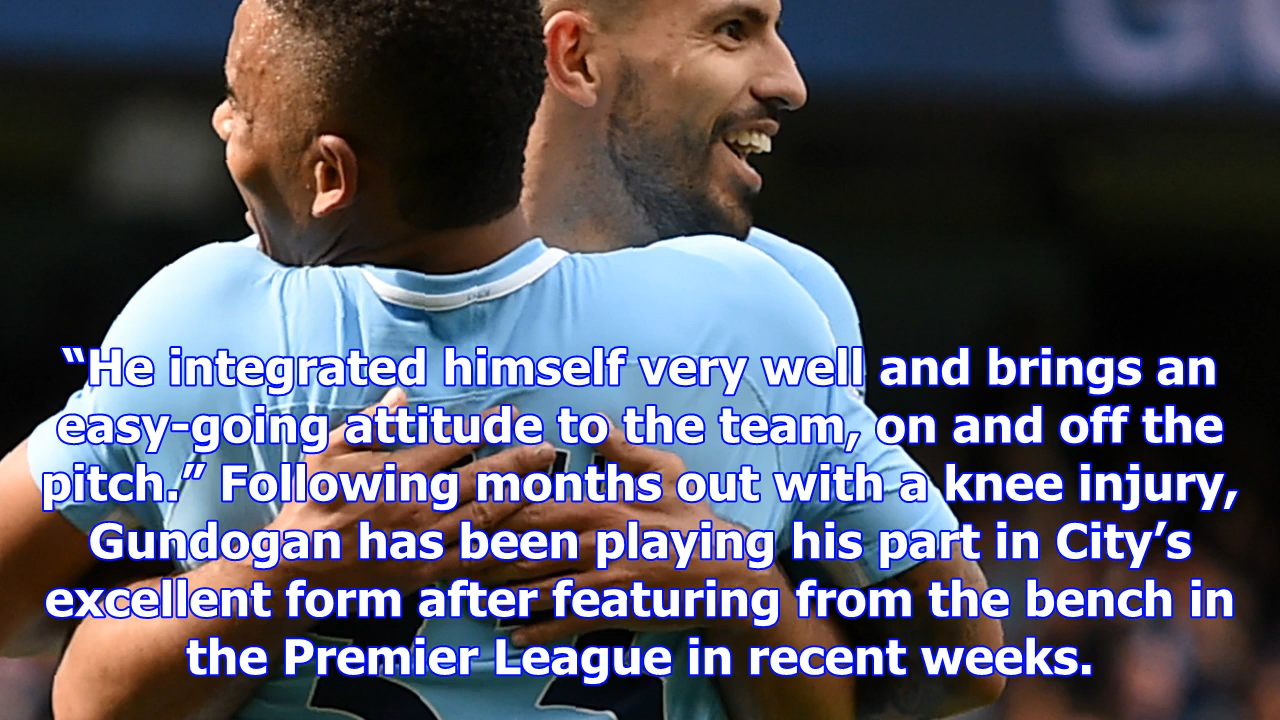 “He integrated himself very well and brings an
easy-going attitude to the team, on and off the
pitch.” Following months out with a knee injury,
Gundogan has been playing his part in City’s
excellent form after featuring from the bench in
the Premier League in recent weeks.